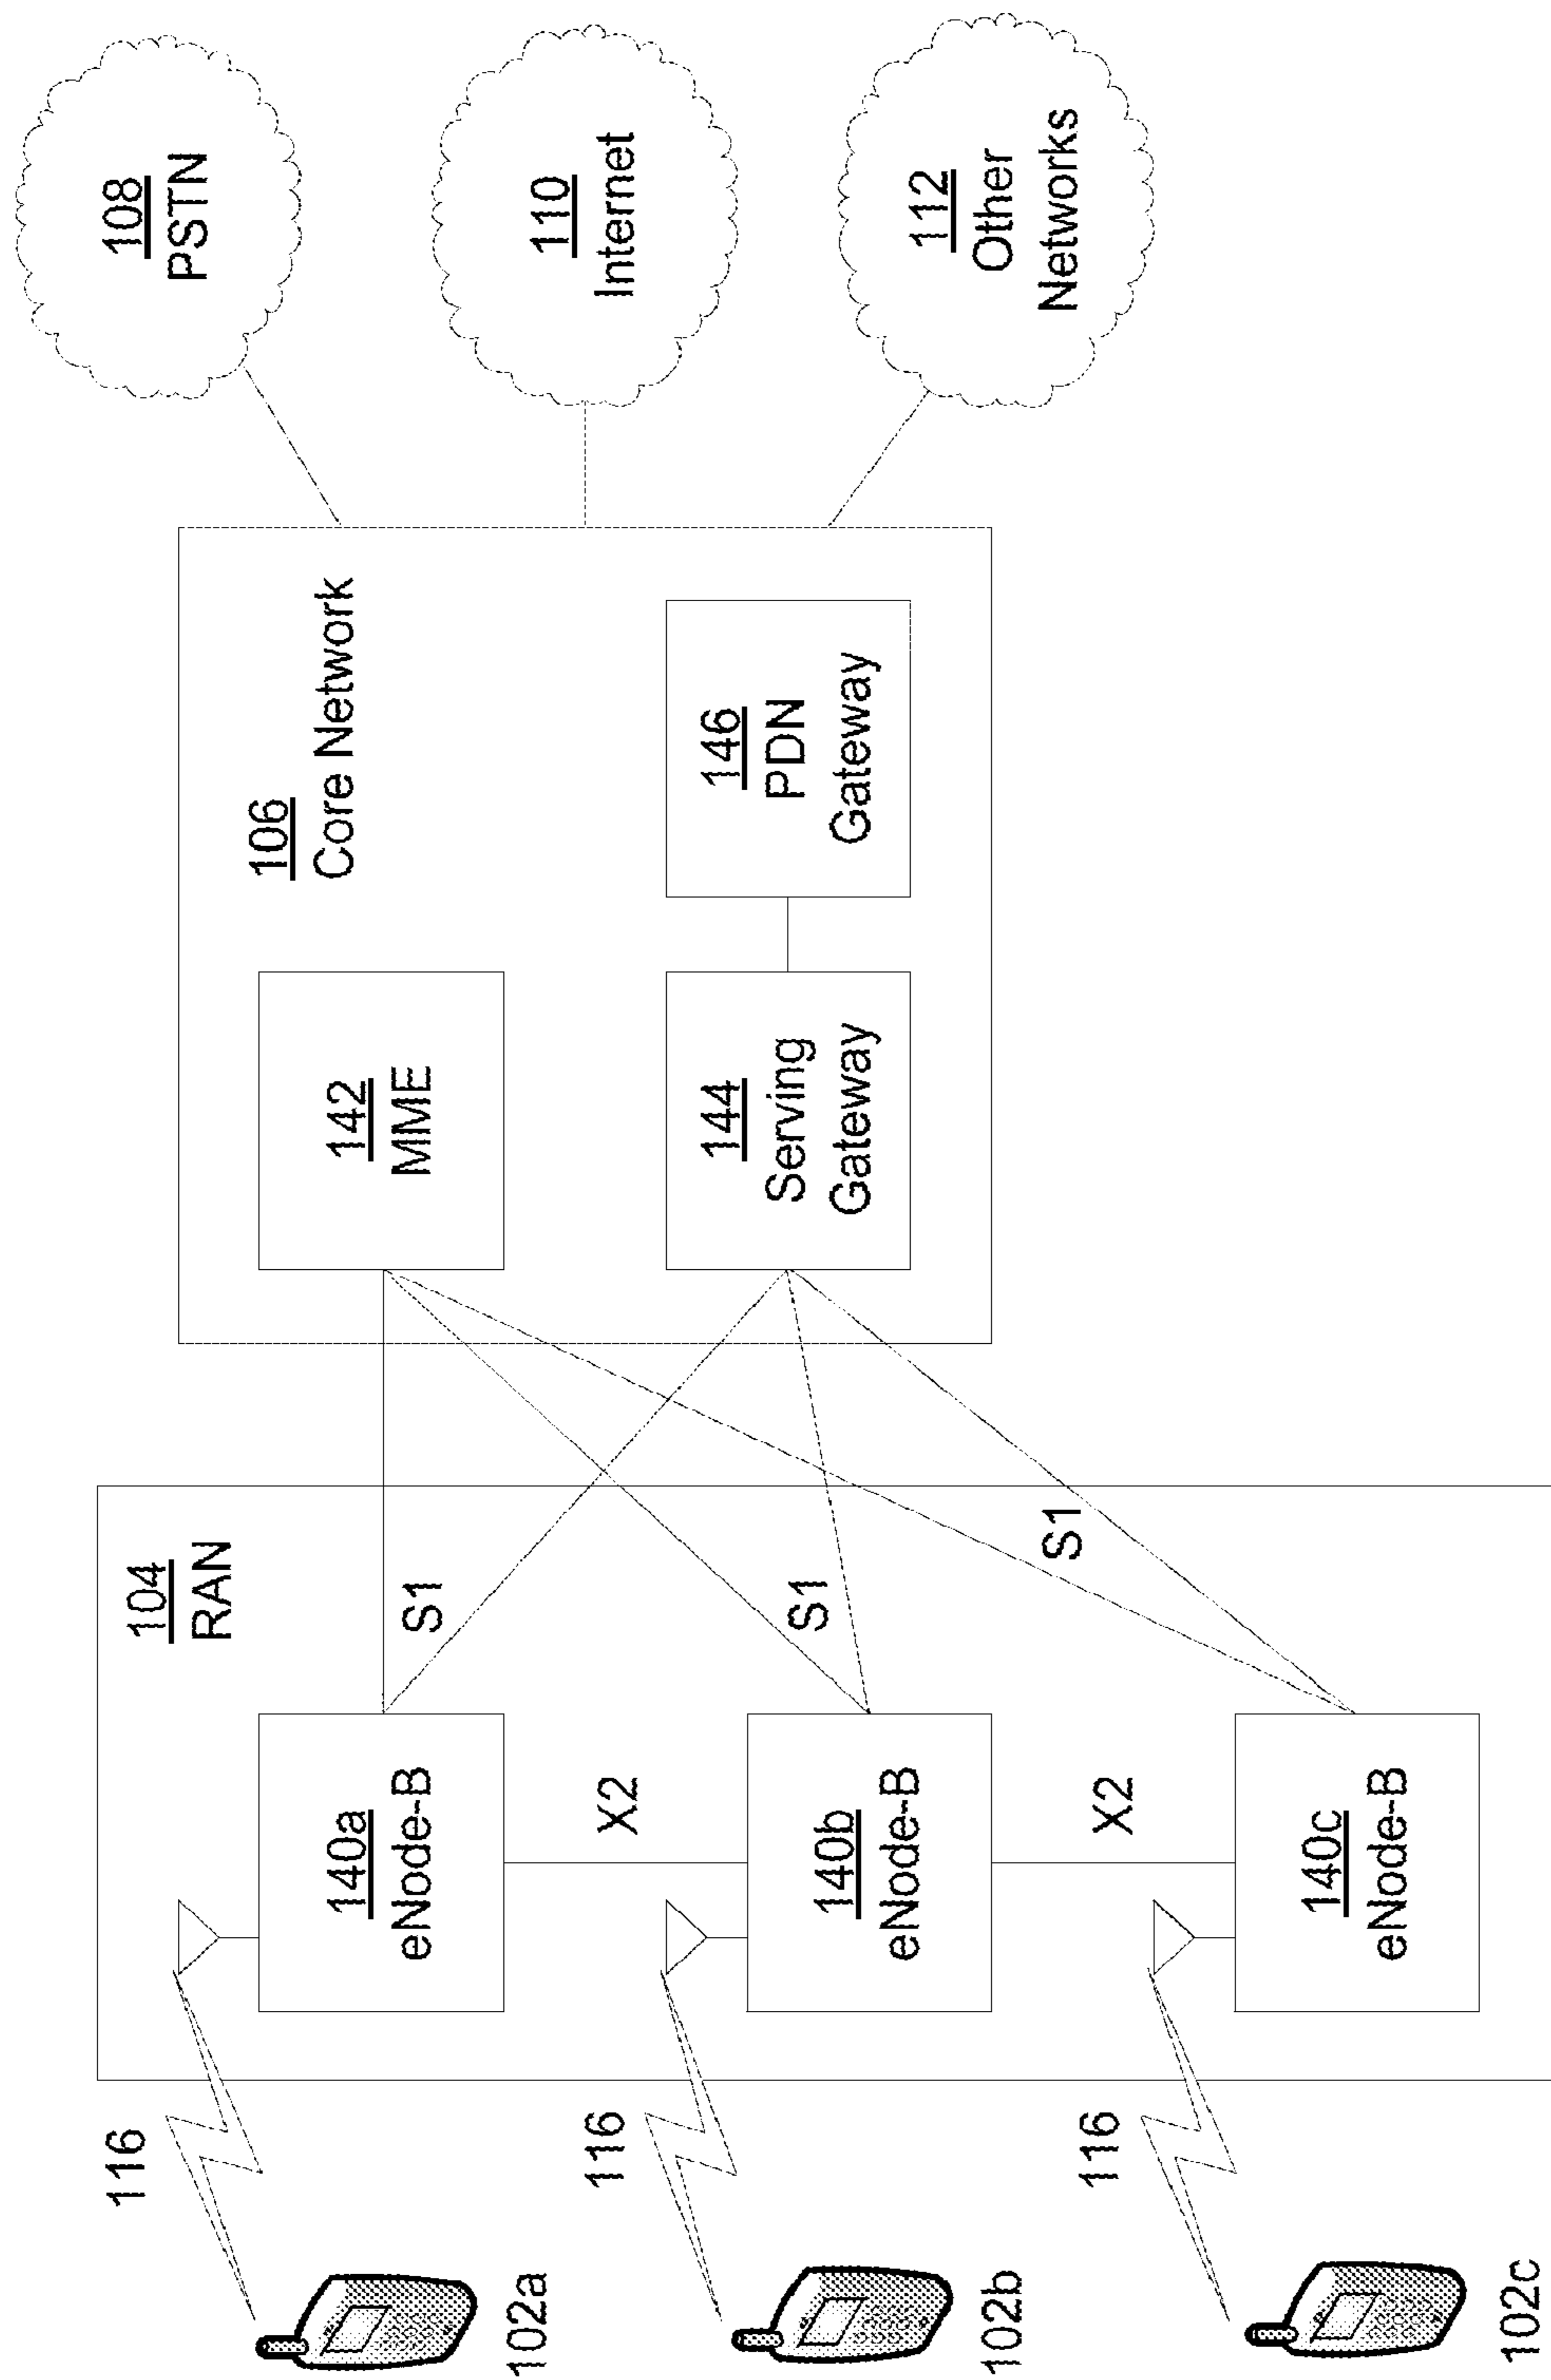 116
102a
104
RAN
140a
eNode-B
S1
X2
116
102b
140b
eNode-B
S1
X2
116
102c
140c
eNode-B
S1
106
Core Network
142
MME
144
Serving
Gateway
146
PDN
Gateway
108
PSTN
110
Internet
112
Other
Networks